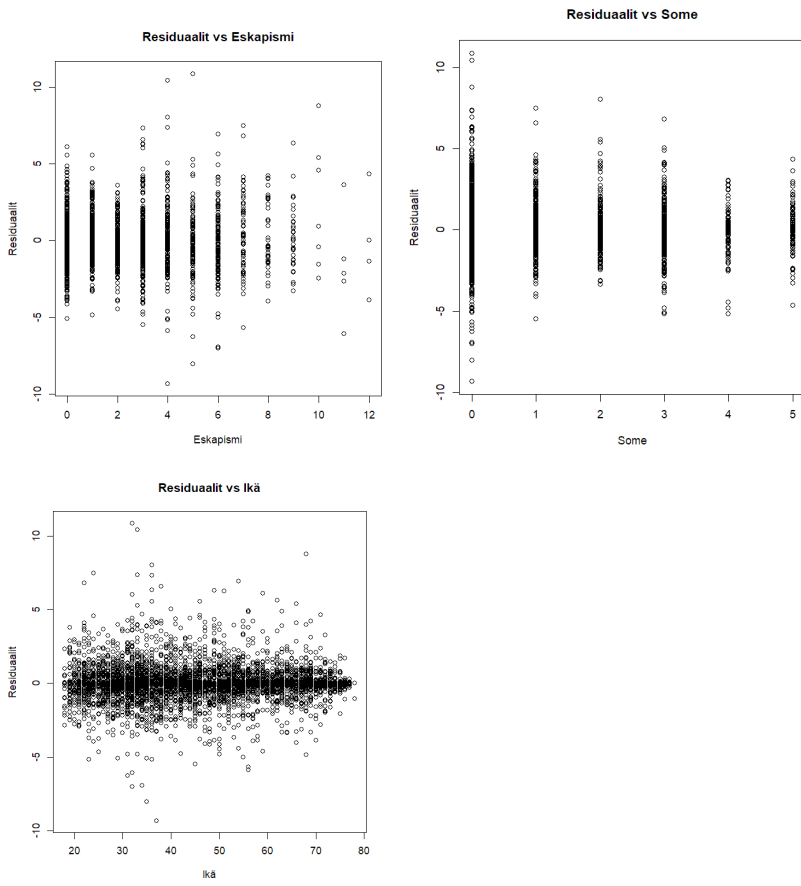 Residuaalit vs Eskapismi
Residuaalit
10
5
0
-5
-10
0 2 4 6 8 10 12
Eskapismi
Residuaalit vs Some
Residuaalit
10
5
0
-5
-10
0 1 2 3 4 5
Some
Residuaalit vs Ikä
Residuaalit
10
5
0
-5
-10
20 30 40 50 60 70 80
Ikä